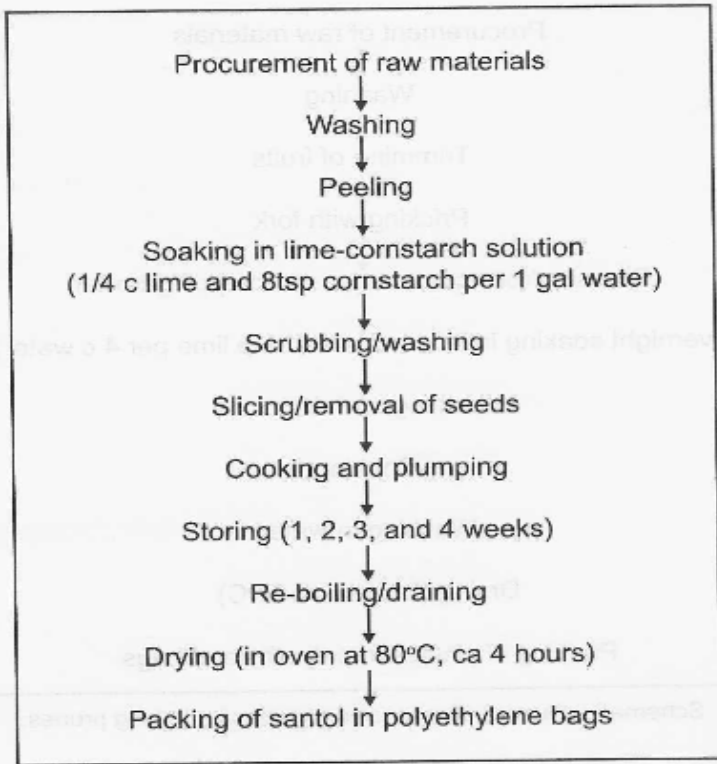 Procurement of raw materials
Washing
Peeling
Soaking in lime-cornstarch solution
(1/4 c lime and 8tsp cornstarch per 1 gal water)
Scrubbing/washing
Slicing/removal of seeds
Cooking and plumping
Storing (1, 2,-3, and 4 weeks)
Re-boiling/draining
Drying (in oven at 80°C, ca 4 hours)
Packing of santol in polyethylene bags